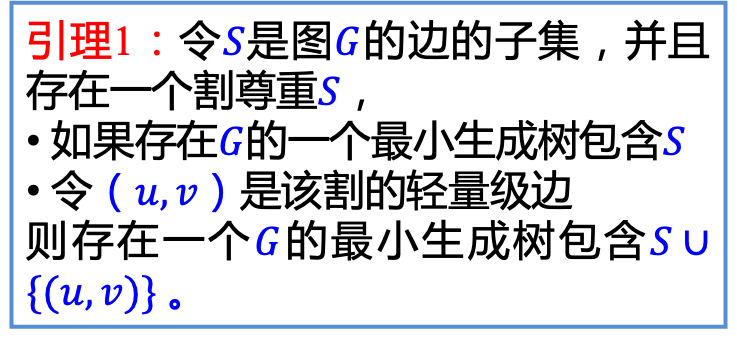 引理1：令S是图G的边的子集，并且
存在一个割尊重S，
•如果存在G的一个最小生成树包含S
•令（u,v）是该割的轻量级边
则存在一个G的最小生成树包含S∪
{(u,v)}。